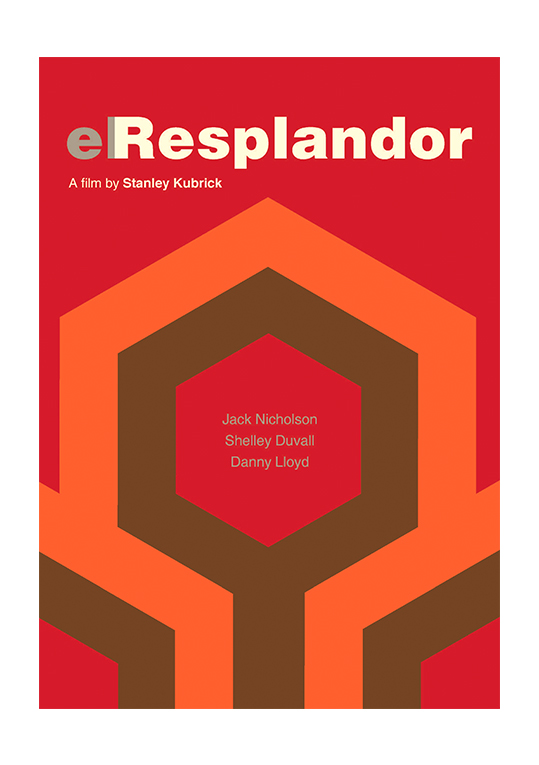 elResplandor
A film by Stanley Kubrick
Jack Nicholson
Shelley Duvall
Danny Lloyd